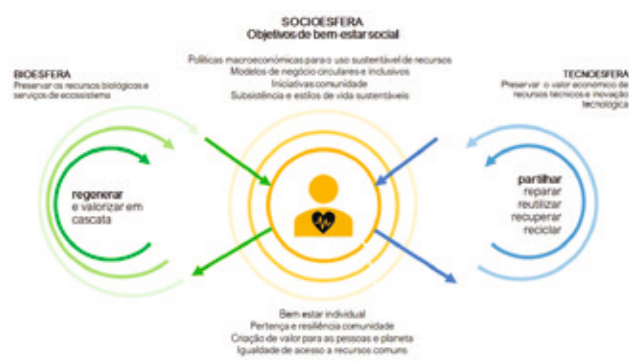 SOCIOESFERA
Objetivos de bem-estar social
Políticas macroeconómicas para o uso sustentável de recursos
Modelos de negócio circulares e inclusivos
Iniciativas comunidade
Subsistência e estilos de vida sustentáveis
BIOESFERA
Preservar os recursos biológicos e
serviços de ecossistema
TECNOESFERA
Preservar o valor económico de
recursos técnicos e inovação
tecnológica
regenerar
e valorizar em
cascata
partilhar
reparar
reutilizar
recuperar
reciclar
Bem estar individual
Pertença e resiliência comunidade
Criação de valor para as pessoas e planeta
Igualdade de acesso a recursos comuns